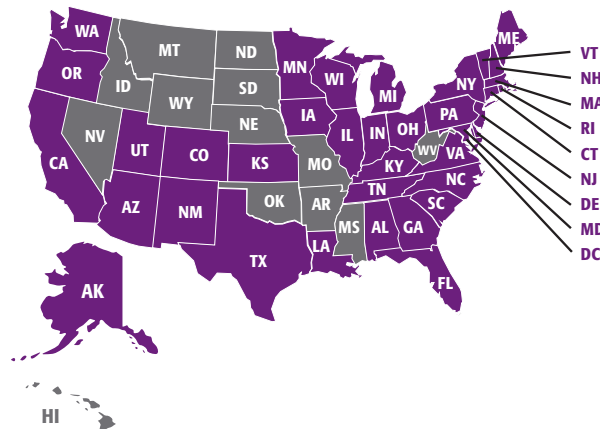 WA
OR
CA
NV
ID
MT
WY
UT
AZ
CO
NM
ND
SD
NE
KS
OK
TX
MN
IA
MO
AR
LA
WI
IL
MI
IN
OH
KY
TN
MS
AL
GA
FL
SC
NC
VA
WV
PA
NY
ME
VT
NH
MA
RI
CT
NJ
DE
MD
DC
AK
HI